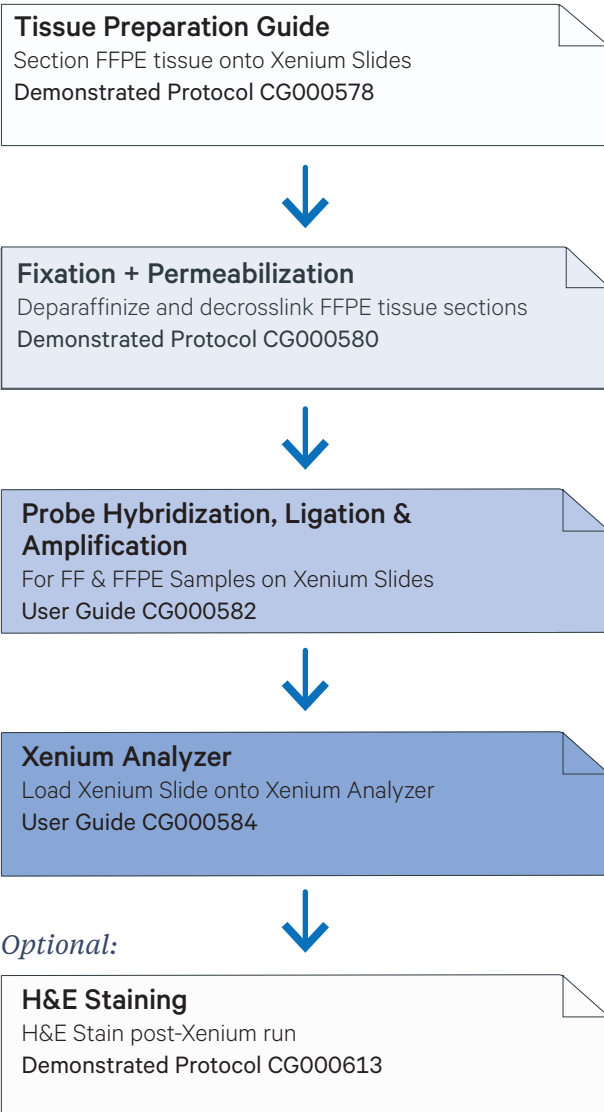 Tissue Preparation Guide
Section FFPE tissue onto Xenium Slides
Demonstrated Protocol CG000578
Fixation + Permeabilization
Deparaffinize and decrosslink FFPE tissue sections
Demonstrated Protocol CG000580
Probe Hybridization, Ligation &
Amplification
For FF & FFPE Samples on Xenium Slides
User Guide CG000582
Xenium Analyzer
Load Xenium Slide onto Xenium Analyzer
User Guide CG000584
Optional:
H&E Staining
H&E Stain post-Xenium run
Demonstrated Protocol CG000613